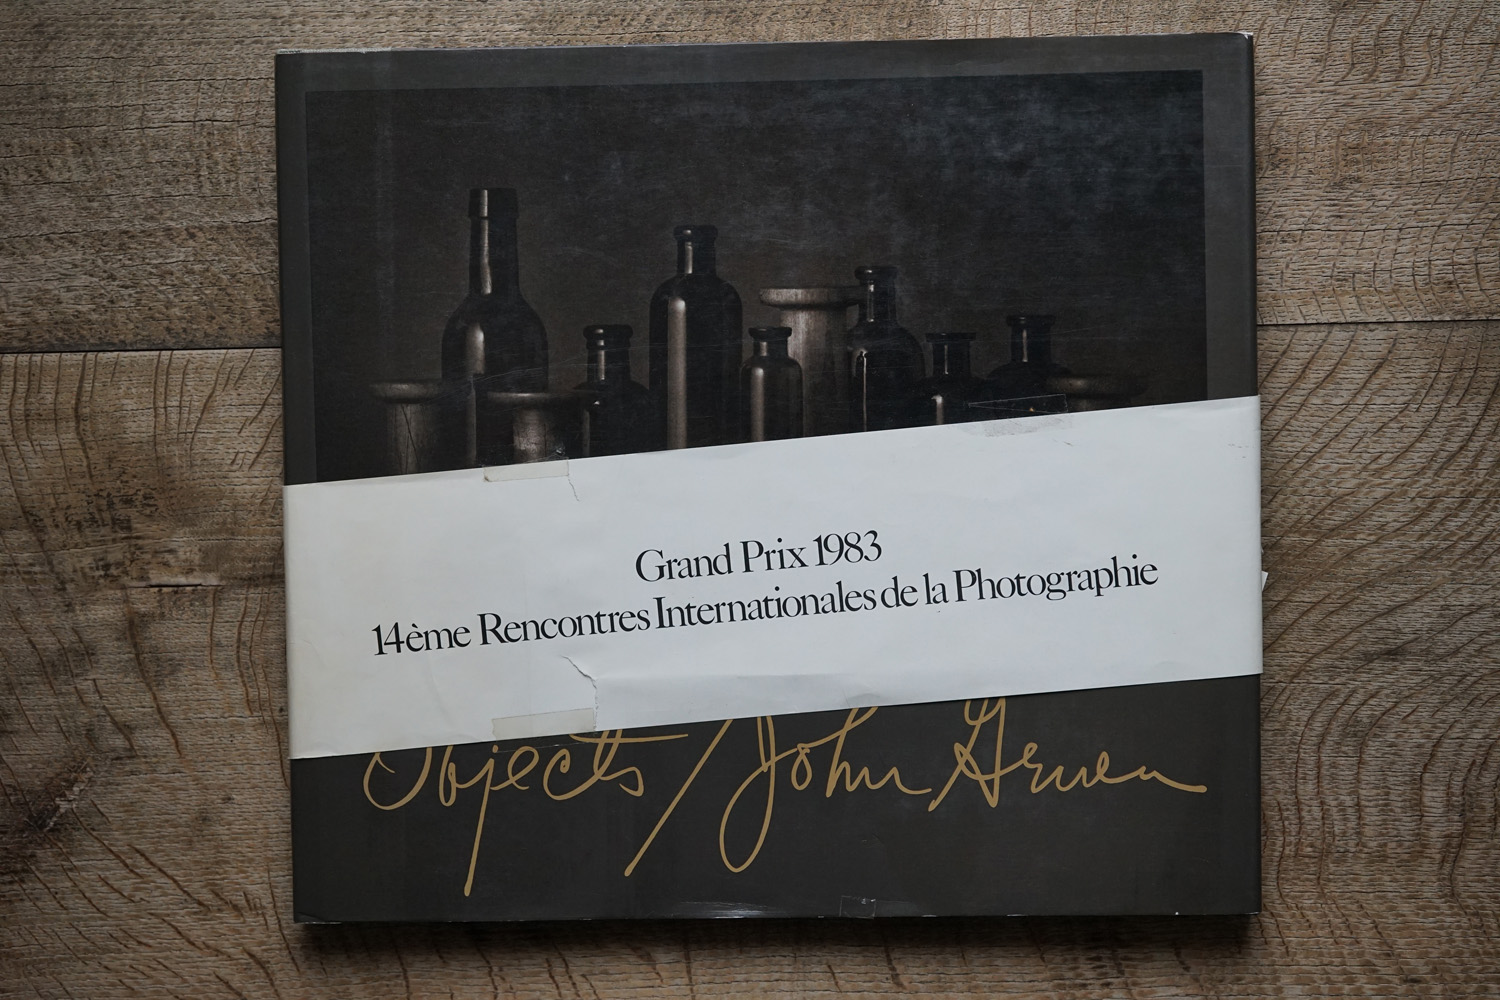 Grand Prix 1983
14ème Rencontres Internationales de la Photographie
Objects / John Gruen